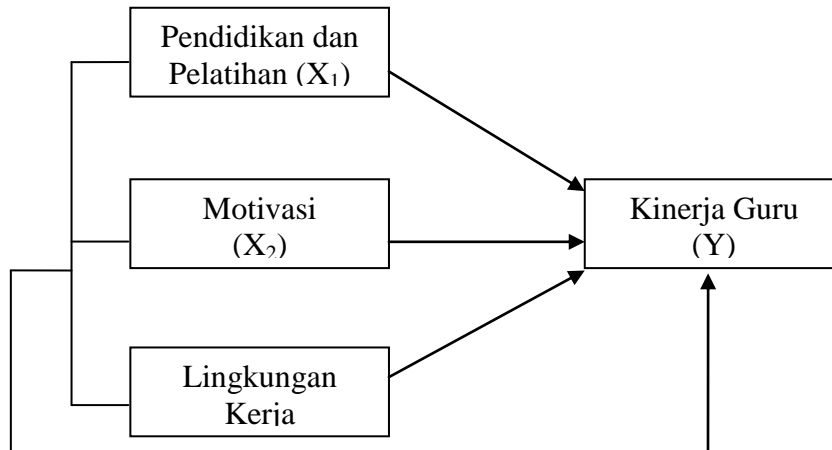 Pendidikan dan
Pelatihan (X₁)
Motivasi
(X₂)
Kinerja Guru
(Y)
Lingkungan
Kerja